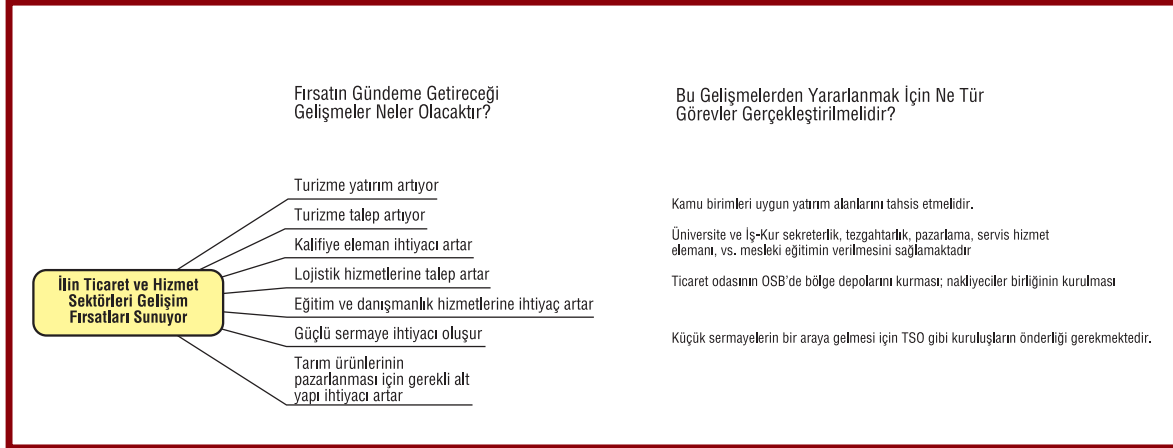 Fırsatın Gündeme Getireceği
Gelişmeler Neler Olacaktır?
Bu Gelişmelerden Yararlanmak İçin Ne Tür
Görevler Gerçekleştirilmelidir?
İlin Ticaret ve Hizmet
Sektörleri Gelişim
Fırsatları Sunuyor
Turizme yatırım artıyor
Turizme talep artıyor
Kalifiye eleman ihtiyacı artar
Lojistik hizmetlerine talep artar
Eğitim ve danışmanlık hizmetlerine ihtiyaç artar
Güçlü sermaye ihtiyacı oluşur
Tarım ürünlerinin
pazarlanması için gerekli alt
yapı ihtiyacı artar
Kamu birimleri uygun yatırım alanlarını tahsis etmelidir.
Üniversite ve İş-Kur sekreterlik, tezgahtarlık, pazarlama, servis hizmet
elemanı, vs. mesleki eğitimin verilmesini sağlamaktadır
Ticaret odasının OSB'de bölge depolarını kurması; nakliyeciler birliğinin kurulması
Küçük sermayelerin bir araya gelmesi için TSO gibi kuruluşların önderliği gerekmektedir.